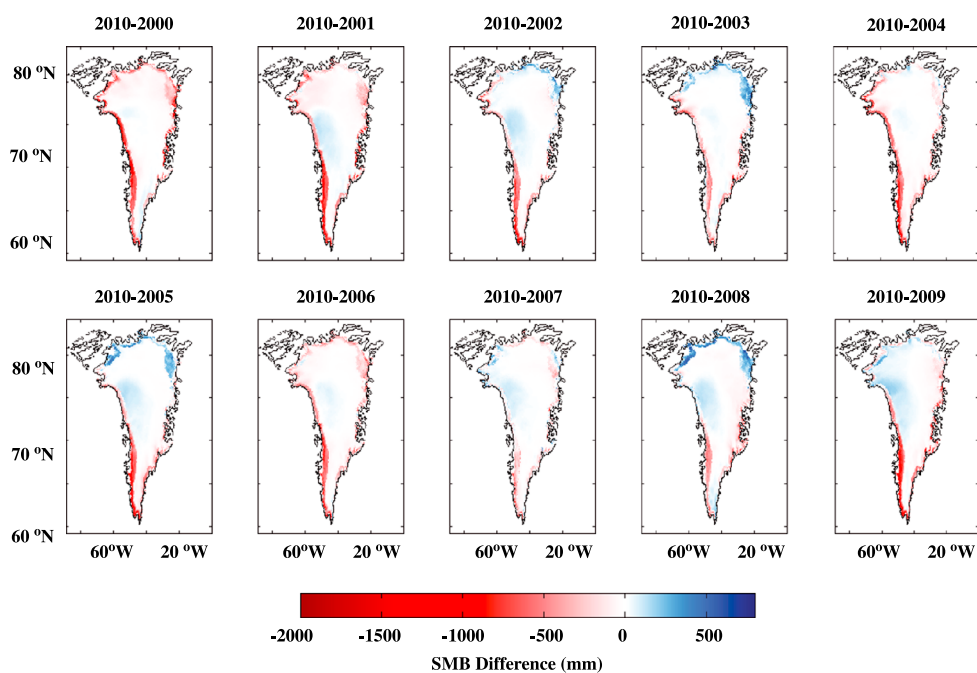 2010-2000 2010-2001 2010-2002 2010-2003 2010-2004
80 °N
70 °N
60 °N
2010-2005 2010-2006 2010-2007 2010-2008 2010-2009
80 °N
70 °N
60 °N
60°W 20 °W 60°W 20 °W 60°W 20 °W 60°W 20 °W 60°W 20 °W
-2000 -1500 -1000 -500 0 500
SMB Difference (mm)